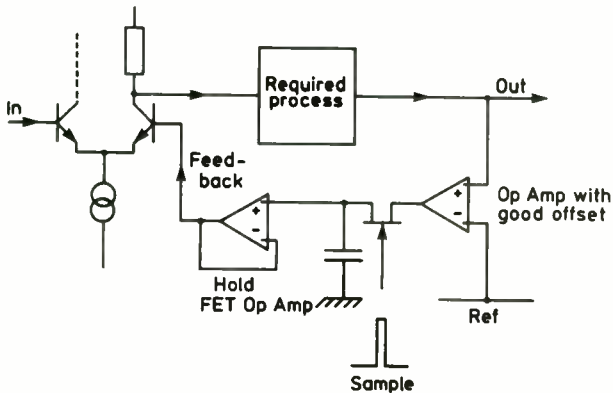 In
Required
process
Out
Feed-
back
+
-
+
-
Op Amp with
good offset
Hold
FET Op Amp
Ref
Sample